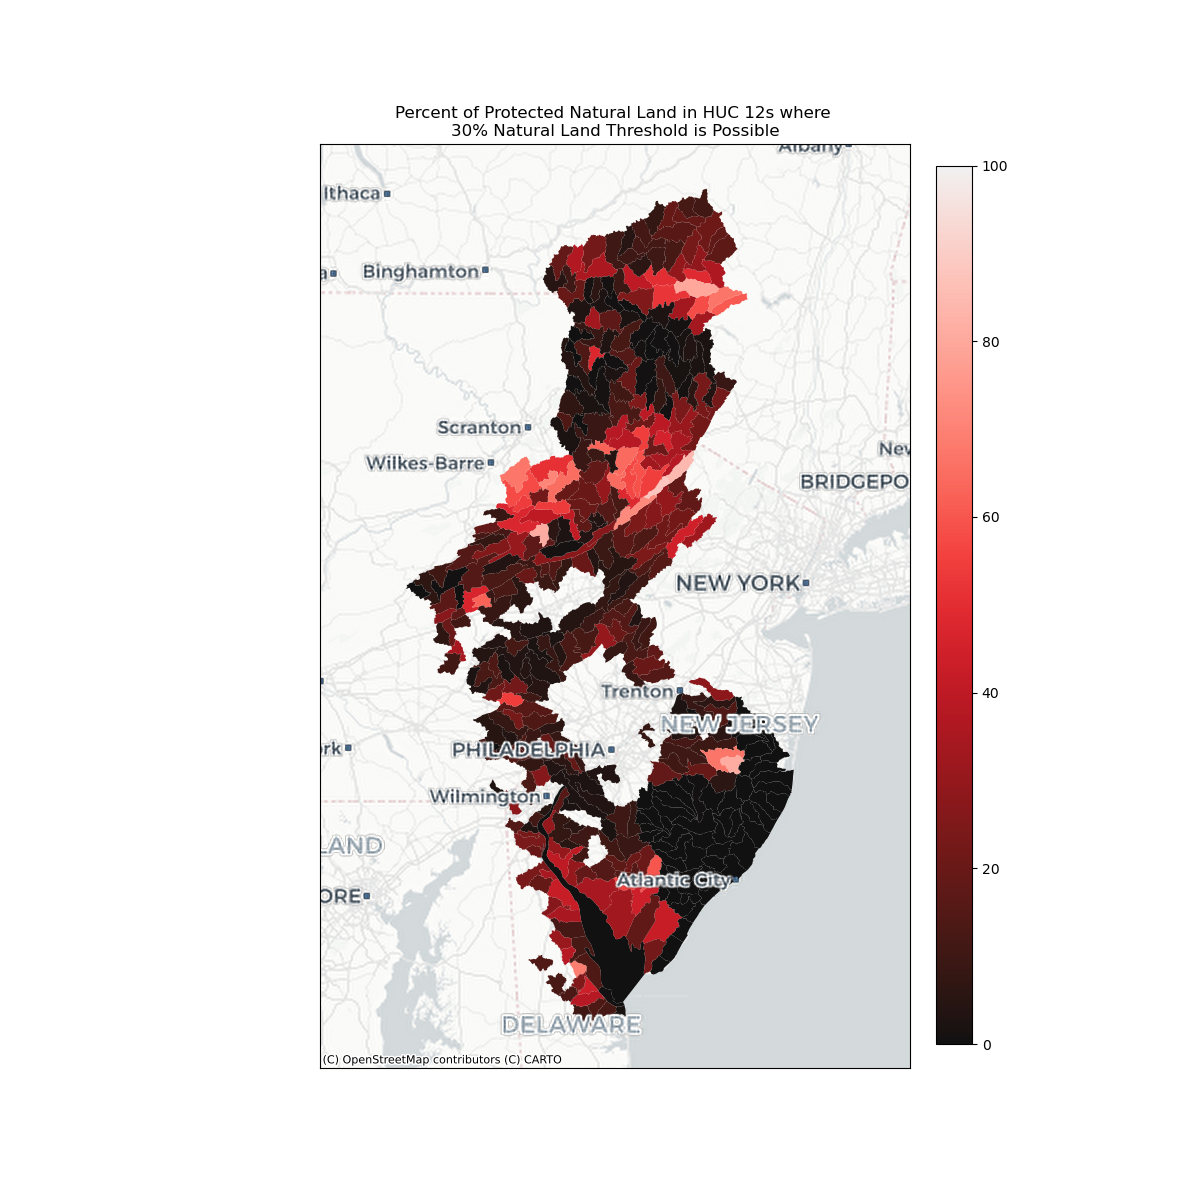 Percent of Protected Natural Land in HUC 12s where
30% Natural Land Threshold is Possible
Albany
Ithaca
a
Binghamton
Scranton
Wilkes-Barre
New
BRIDGEPO
NEW YORK
Trenton
NEW JERSEY
rk
PHILADELPHIA
Wilmington
LAND
Atlantic City
ORE
DELAWARE
(C) OpenStreetMap contributors (C) CARTO
100
80
60
40
20
0